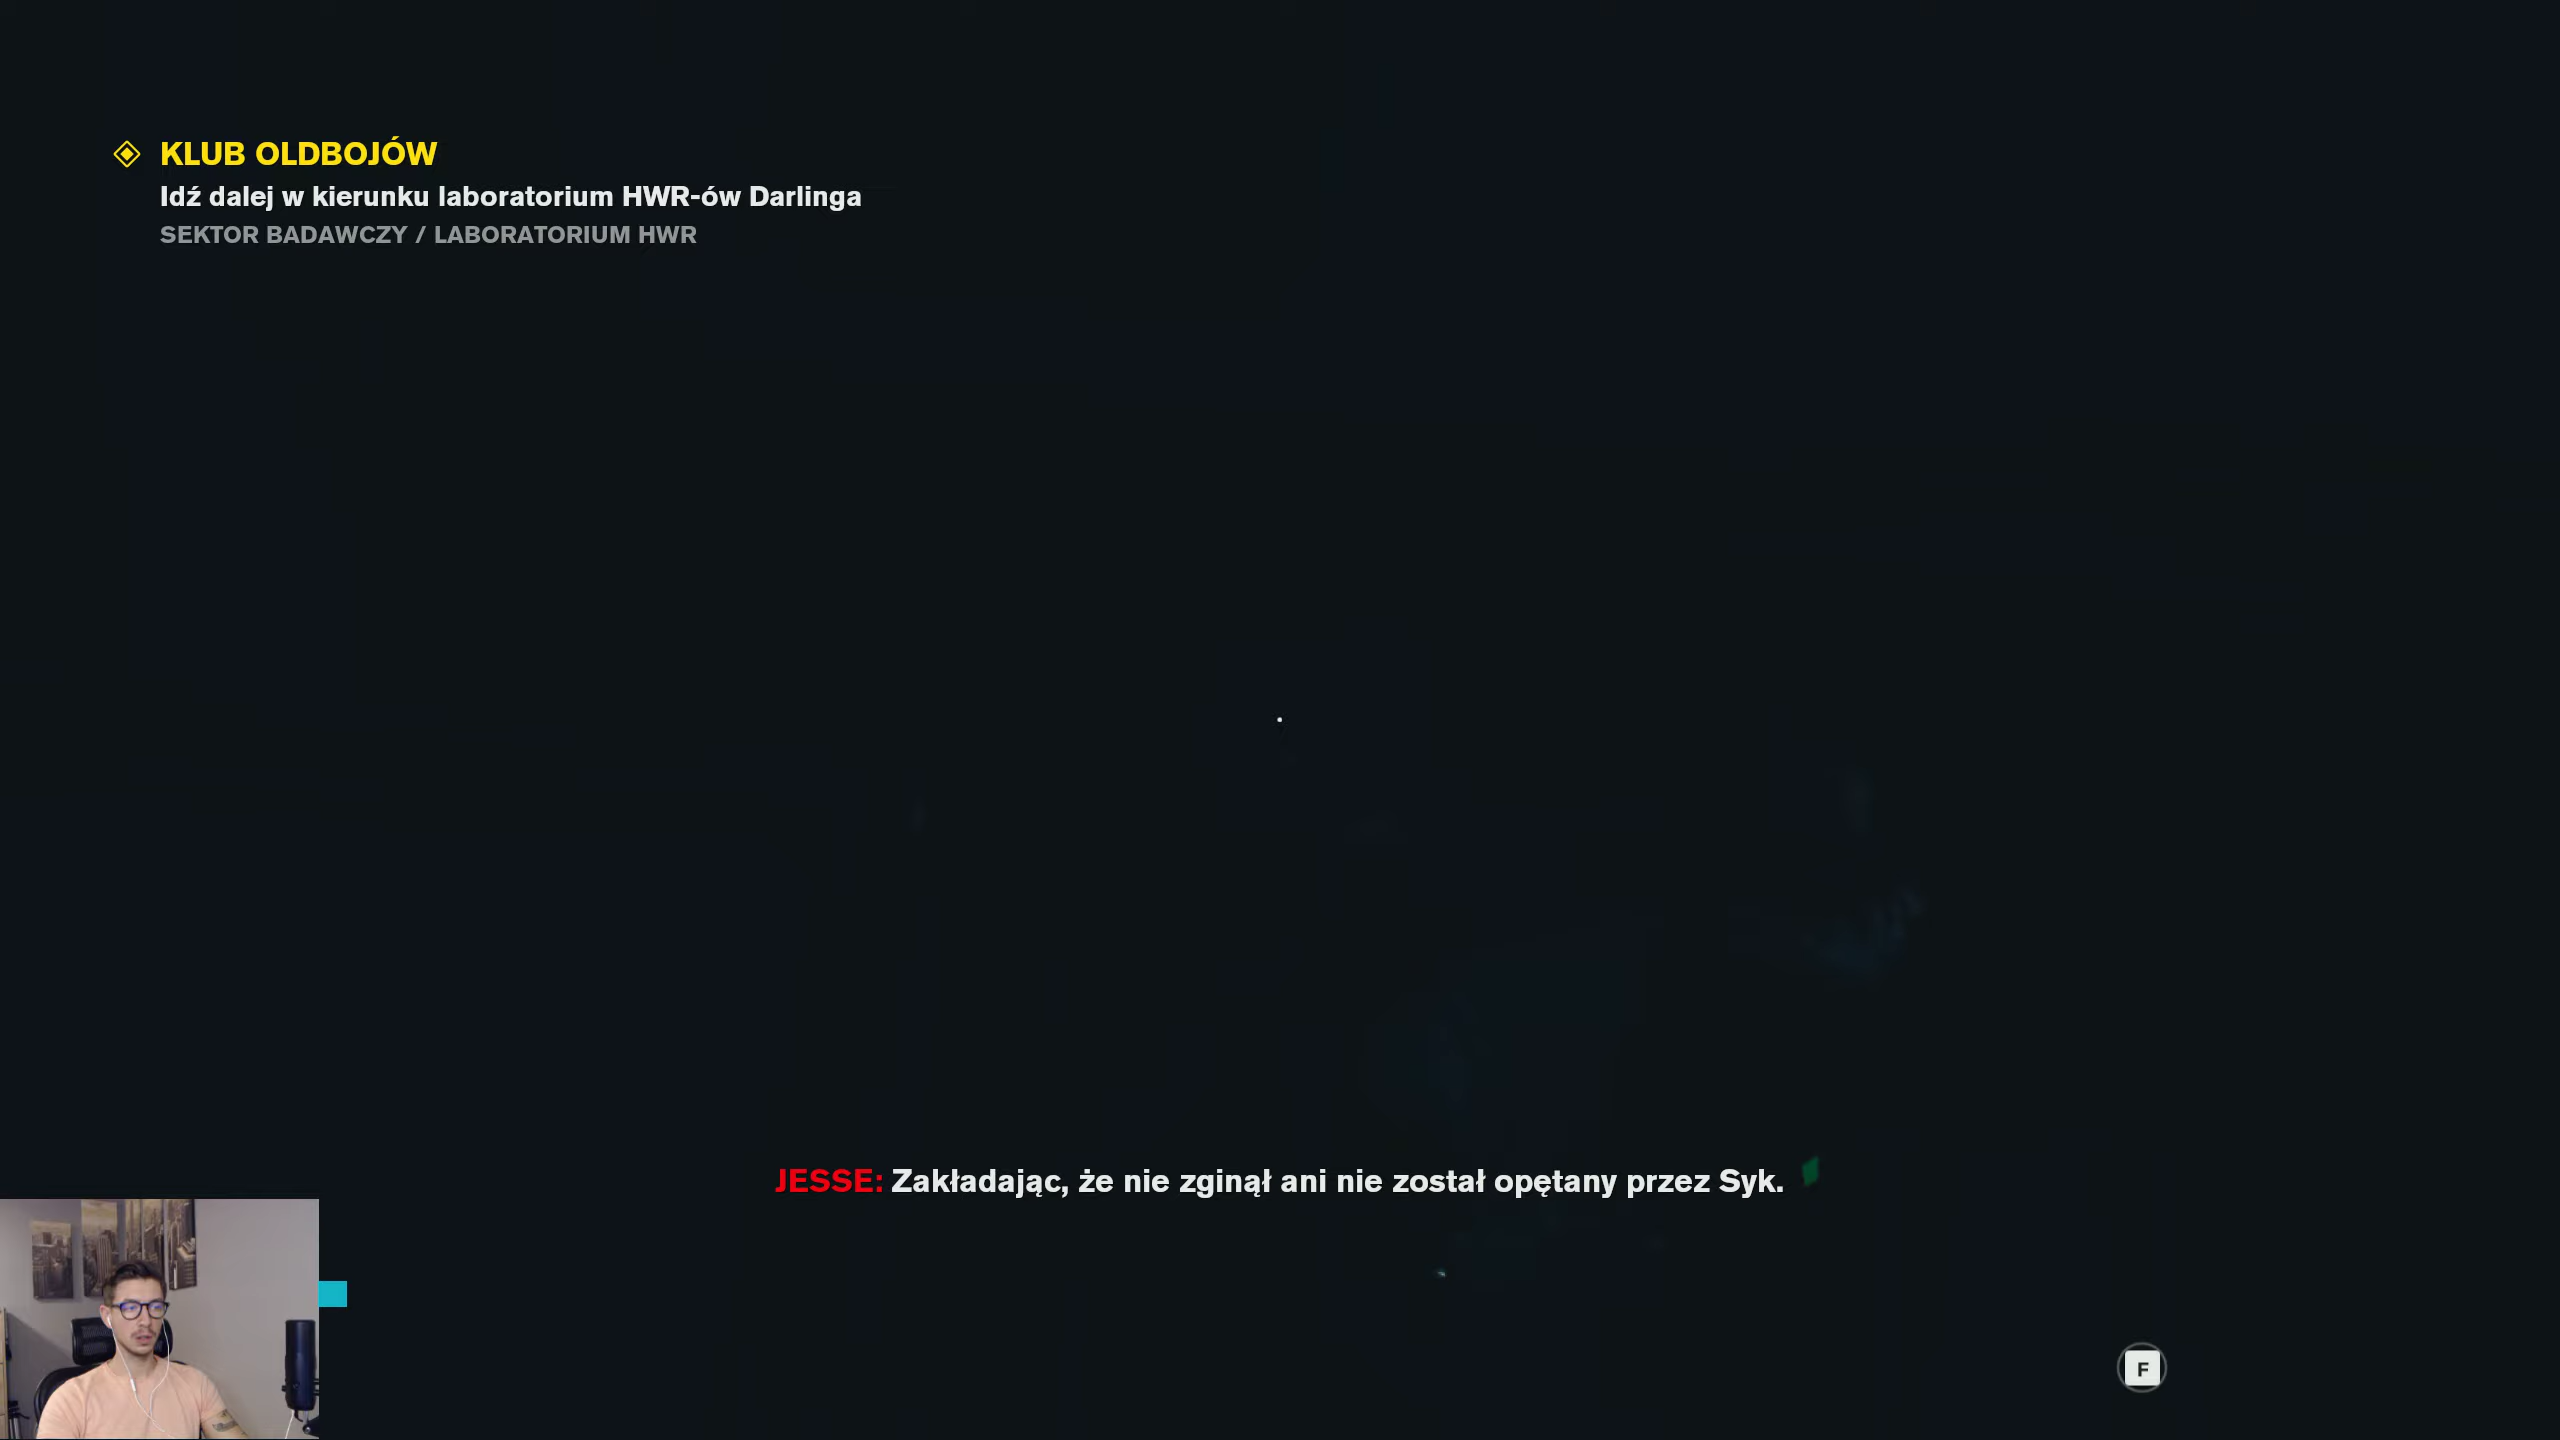 KLUB OLDBOJÓW
Idź dalej w kierunku laboratorium HWR-ów Darlinga
SEKTOR BADAWCZY / LABORATORIUM HWR
JESSE: Zakładając, że nie zginął ani nie został opętany przez Syk.
F